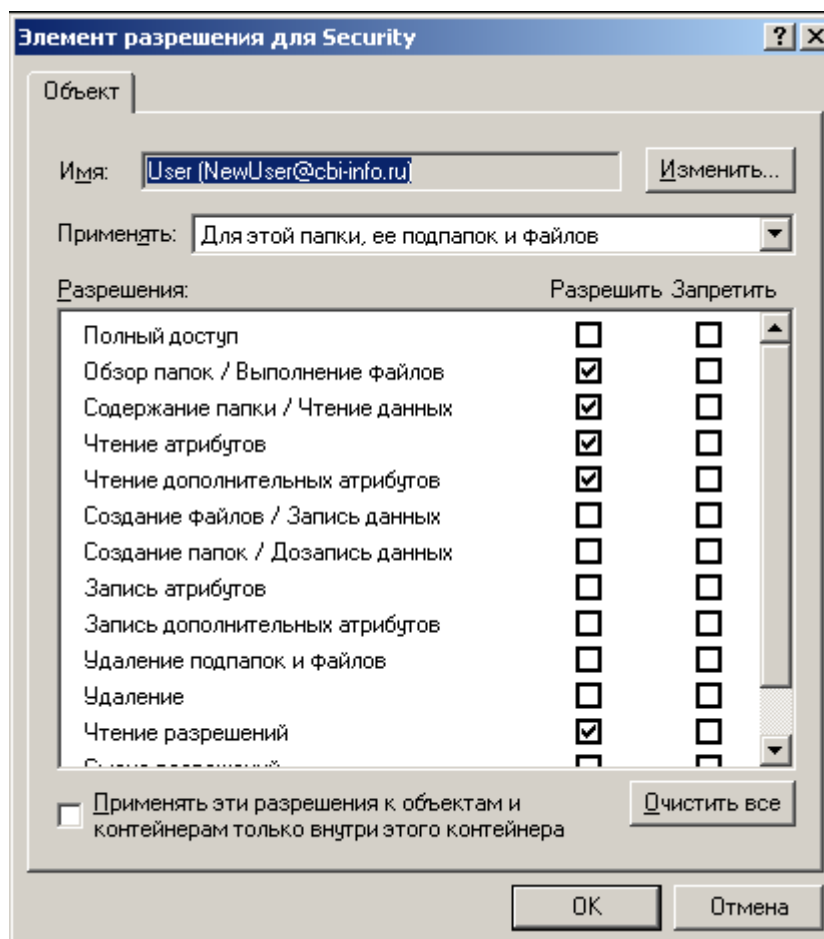 Элемент разрешения для Security
Объект
Имя: User (NewUser@cbi-info.ru) Изменить...
Применять: Для этой папки, ее подпапок и файлов
Разрешения: Разрешить Запретить
Полный доступ
Обзор папок / Выполнение файлов
Содержание папки / Чтение данных
Чтение атрибутов
Чтение дополнительных атрибутов
Создание файлов / Запись данных
Создание папок / Дозапись данных
Запись атрибутов
Запись дополнительных атрибутов
Удаление подпапок и файлов
Удаление
Чтение разрешений
Применять эти разрешения к объектам и
контейнерам только внутри этого контейнера
Очистить все
OK Отмена